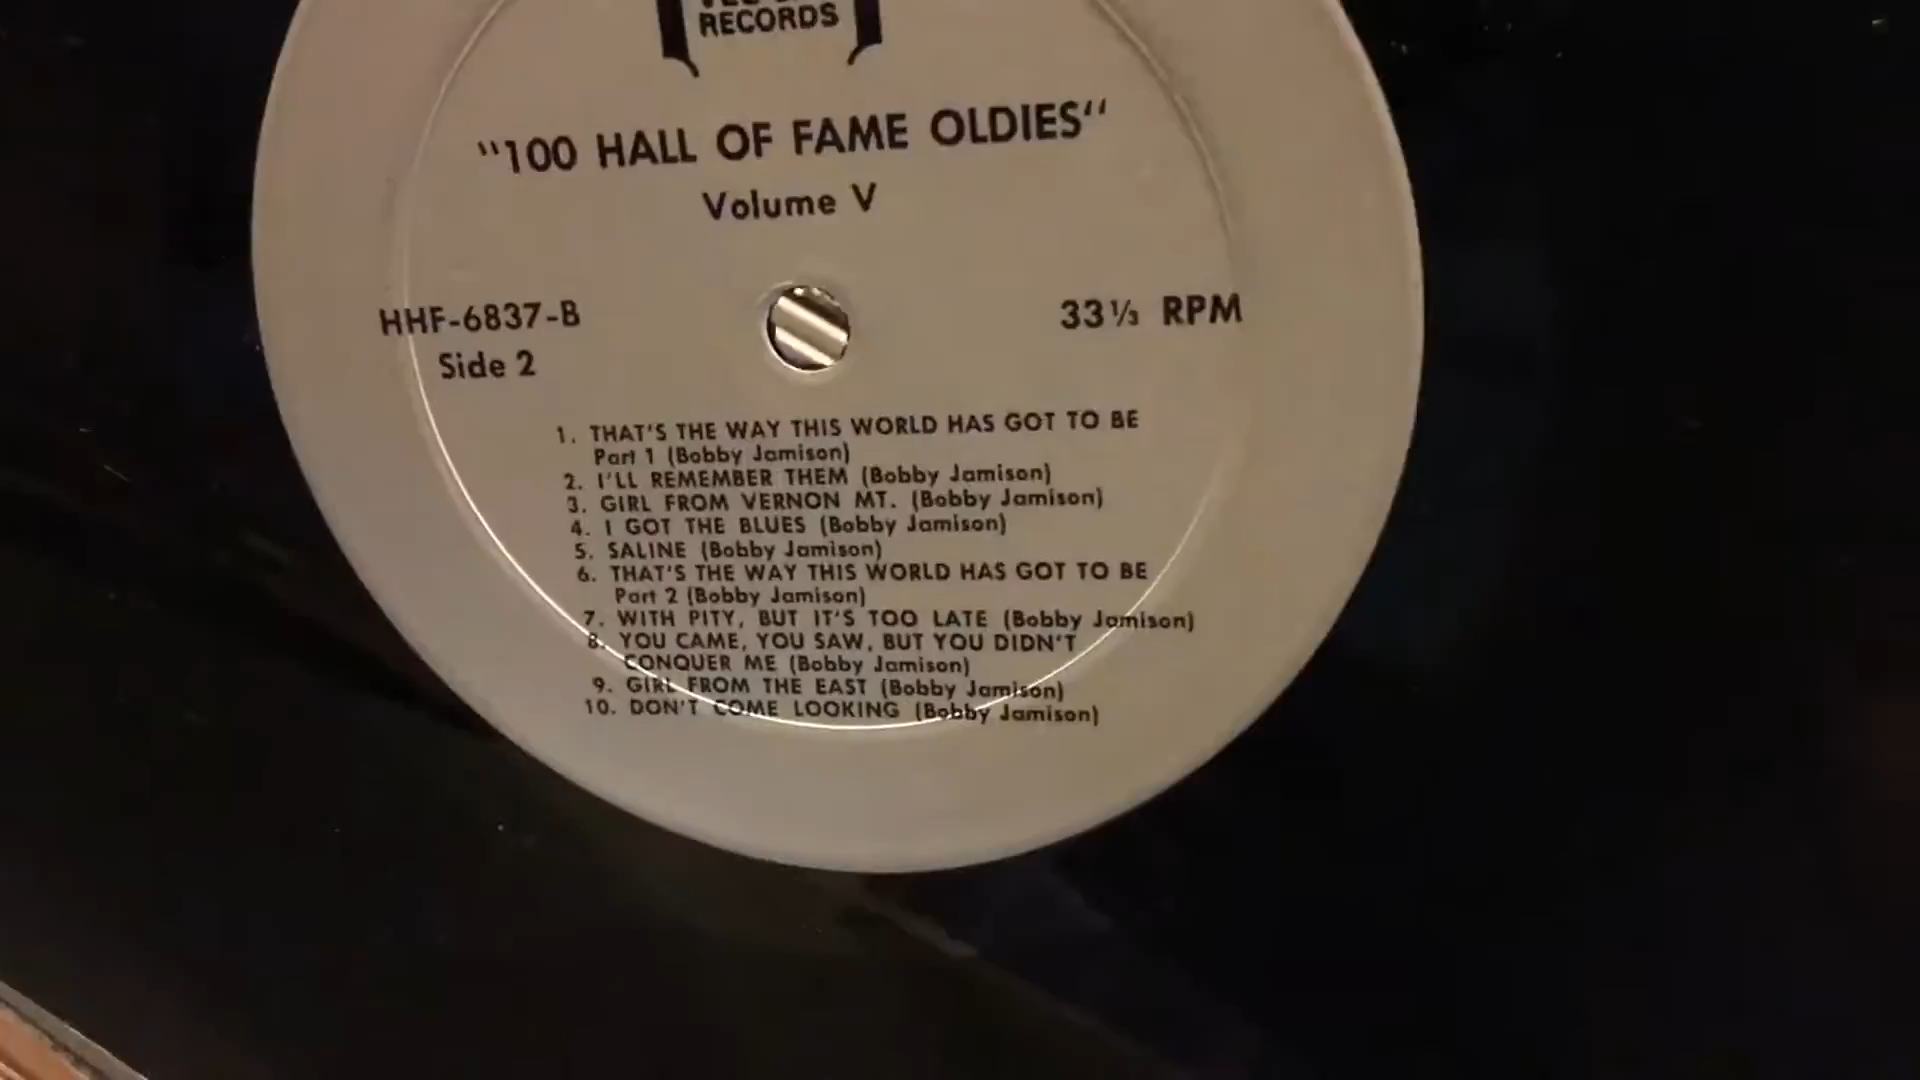 RECORDS
"100 HALL OF FAME OLDIES"
Volume V
HHF-6837-B
33 ⅓ RPM
Side 2
1. THAT'S THE WAY THIS WORLD HAS GOT TO BE
Part 1 (Bobby Jamison)
2. I'LL REMEMBER THEM (Bobby Jamison)
3. GIRL FROM VERNON MT. (Bobby Jamison)
4. I GOT THE BLUES (Bobby Jamison)
5. SALINE (Bobby Jamison)
6. THAT'S THE WAY THIS WORLD HAS GOT TO BE
Part 2 (Bobby Jamison)
7. WITH PITY, BUT IT'S TOO LATE (Bobby Jamison)
8. YOU CAME, YOU SAW, BUT YOU DIDN'T
CONQUER ME (Bobby Jamison)
9. GIRL FROM THE EAST (Bobby Jamison)
10. DON'T COME LOOKING (Bobby Jamison)